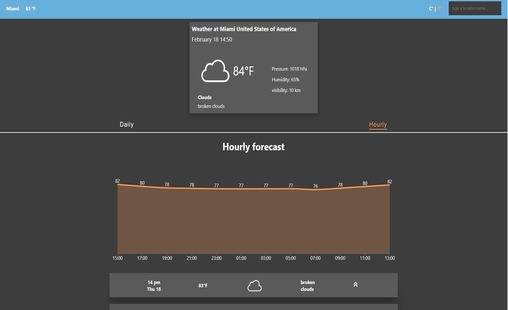 Miami 83 °F C° | F°
Type a location name
Weather at Miami United States of America
February 18 14:50
84°F
Pressure: 1018 hPa
Humidity: 65%
visibility: 10 km
Clouds
broken clouds
Daily Hourly
Hourly forecast
82 80 78 78 77 77 77 77 76 78 80 82
15:00 17:00 19:00 21:00 23:00 01:00 03:00 05:00 07:00 09:00 11:00 13:00
14 pm
Thu 18
83°F
broken
clouds